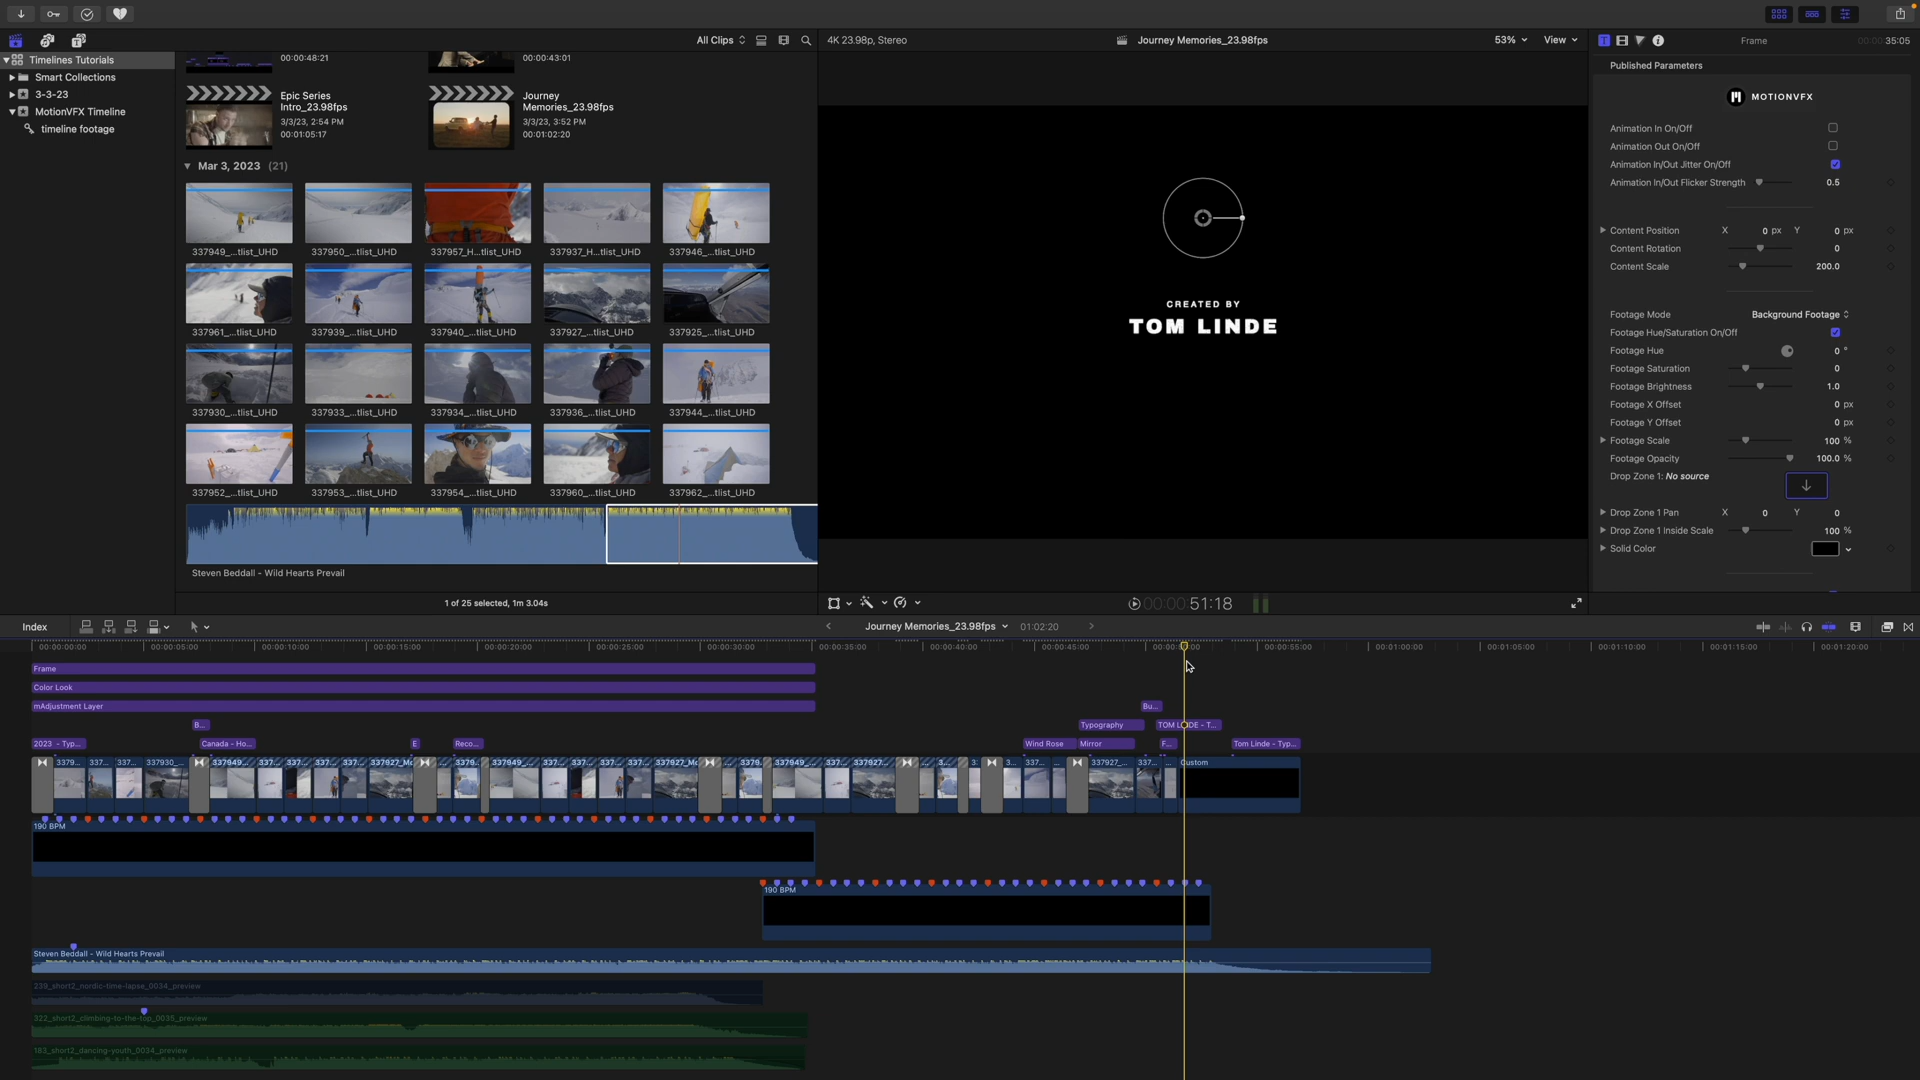 All Clips
4K 23.98p, Stereo
Journey Memories_23.98fps
53%
View
Frame
35:05
Timelines Tutorials
Smart Collections
3-3-23
MotionVFX Timeline
timeline footage
00:00:48:21
00:00:43:01
Epic Series
Intro_23.98fps
3/3/23, 2:54 PM
00:01:05:17
Journey
Memories_23.98fps
3/3/23, 3:52 PM
00:01:02:20
Mar 3, 2023 (21)
337949_...tlist_UHD
337950_...tlist_UHD
337957_H...tlist_UHD
337937_H...tlist_UHD
337946_...tlist_UHD
337961_...tlist_UHD
337939_...tlist_UHD
337940_...tlist_UHD
337927_...tlist_UHD
337925_...tlist_UHD
337930_...tlist_UHD
337933_...tlist_UHD
337934_...tlist_UHD
337936_...tlist_UHD
337944_...tlist_UHD
337952_...tlist_UHD
337953_...tlist_UHD
337954_...tlist_UHD
337960_...tlist_UHD
337962_...tlist_UHD
Steven Beddall - Wild Hearts Prevail
1 of 25 selected, 1m 3.04s
CREATED BY
TOM LINDE
00:00:51:18
Published Parameters
MOTIONVFX
Animation In On/Off
Animation Out On/Off
Animation In/Out Jitter On/Off
Animation In/Out Flicker Strength 0.5
Content Position X 0 px Y 0 px
Content Rotation 0
Content Scale 200.0
Footage Mode Background Footage
Footage Hue/Saturation On/Off
Footage Hue 0 °
Footage Saturation 0
Footage Brightness 1.0
Footage X Offset 0 px
Footage Y Offset 0 px
Footage Scale 100 %
Footage Opacity 100.0 %
Drop Zone 1: No source
Drop Zone 1 Pan X 0 Y 0
Drop Zone 1 Inside Scale 100 %
Solid Color
Index
Journey Memories_23.98fps
01:02:20
00:00:00:00
00:00:05:00
00:00:10:00
00:00:15:00
00:00:20:00
00:00:25:00
00:00:30:00
00:00:35:00
00:00:40:00
00:00:45:00
00:00:55:00
00:01:00:00
00:01:05:00
00:01:10:00
00:01:15:00
00:01:20:00
Frame
Color Look
mAdjustment Layer
Bu...
B...
Typography
2023 - Typ...
Canada - Ho...
E
Reco...
Wind Rose
Mirror
F...
Tom Linde - Typ...
3379...
337...
337...
337930_...
337949...
337927_Mo
337949_...
337927_Mo
337949_...
337927...
337927_...
Custom
190 BPM
190 BPM
Steven Beddall - Wild Hearts Prevail
239_short2_nordic-time-lapse_0034_preview
322_short2_climbing-to-the-top_0035_preview
183_short2_dancing-youth_0034_preview